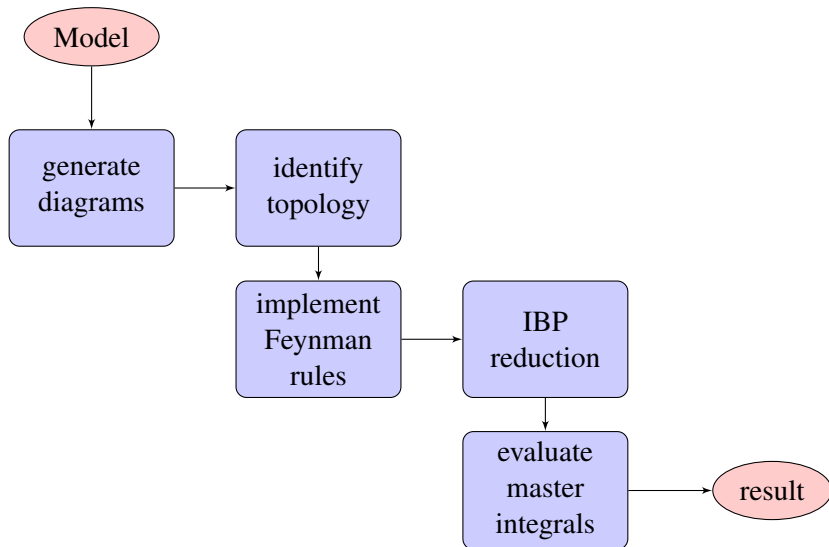 Model
generate
diagrams
identify
topology
implement
Feynman
rules
IBP
reduction
evaluate
master
integrals
result